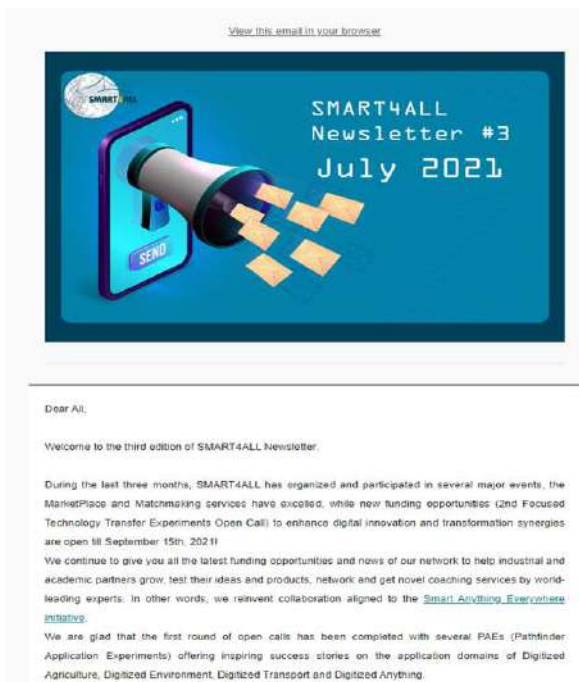 View this email in your browser
SMART4ALL
SMART4ALL
Newsletter #3
July 2021
SEND
Dear All,
Welcome to the third edition of SMART4ALL Newsletter.
During the last three months, SMART4ALL has organized and participated in several major events, the
MarketPlace and Matchmaking services have excelled, while new funding opportunities (2nd Focused
Technology Transfer Experiments Open Call) to enhance digital innovation and transformation synergies
are open till September 15th, 2021!
We continue to give you all the latest funding opportunities and news of our network to help industrial and
academic partners grow, test their ideas and products, network and get novel coaching services by world-
leading experts. In other words, we reinvent collaboration aligned to the Smart Anything Everywhere
Initiative.
We are glad that the first round of open calls has been completed with several PAEs (Pathfinder
Application Experiments) offering inspiring success stories on the application domains of Digitized
Agriculture, Digitized Environment, Digitized Transport and Digitized Anything.